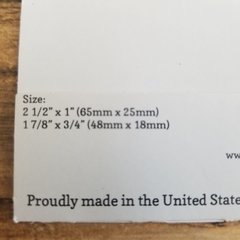 Size:
2 1/2" x 1" (65mm x 25mm)
1 7/8" x 3/4" (48mm x 18mm)
ww
Proudly made in the United State